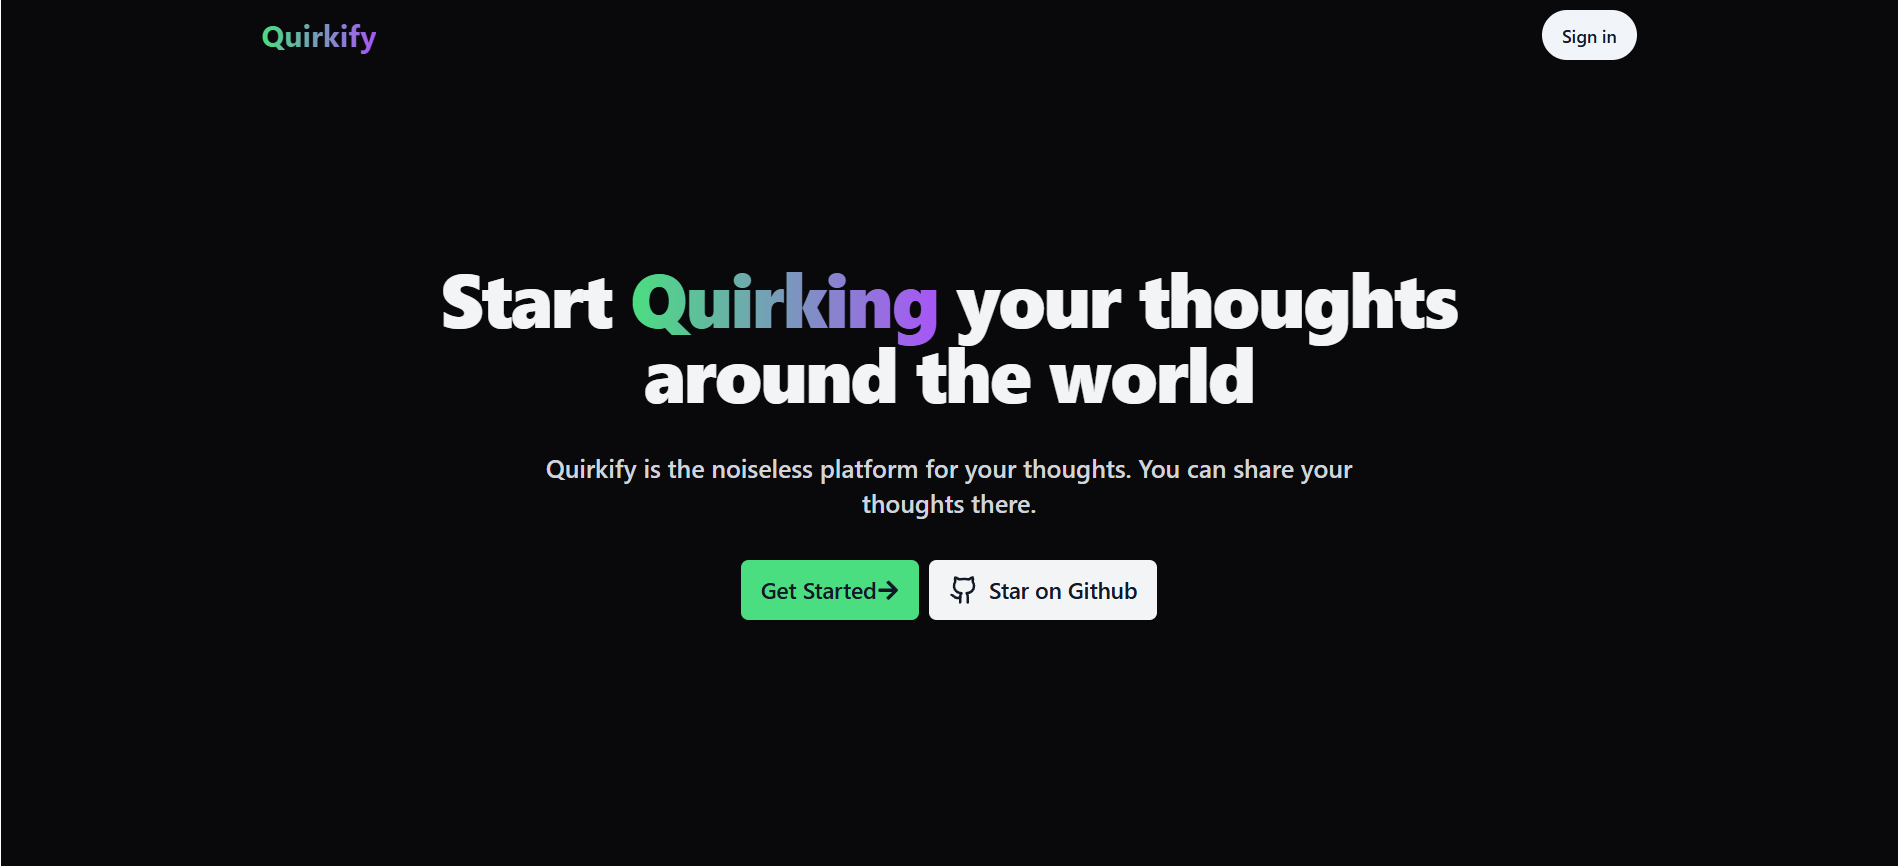 Quirkify
Sign in
Start Quirking your thoughts
around the world
Quirkify is the noiseless platform for your thoughts. You can share your
thoughts there.
Get Started
Star on Github